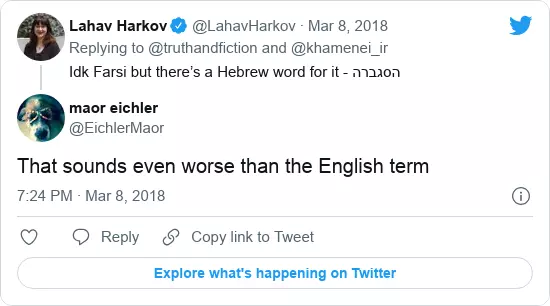 Lahav Harkov @LahavHarkov · Mar 8, 2018
Replying to @truthandfiction and @khamenei_ir
Idk Farsi but there’s a Hebrew word for it - הסגברה
maor eichler
@EichlerMaor
That sounds even worse than the English term
7:24 PM · Mar 8, 2018
Reply
Copy link to Tweet
Explore what's happening on Twitter